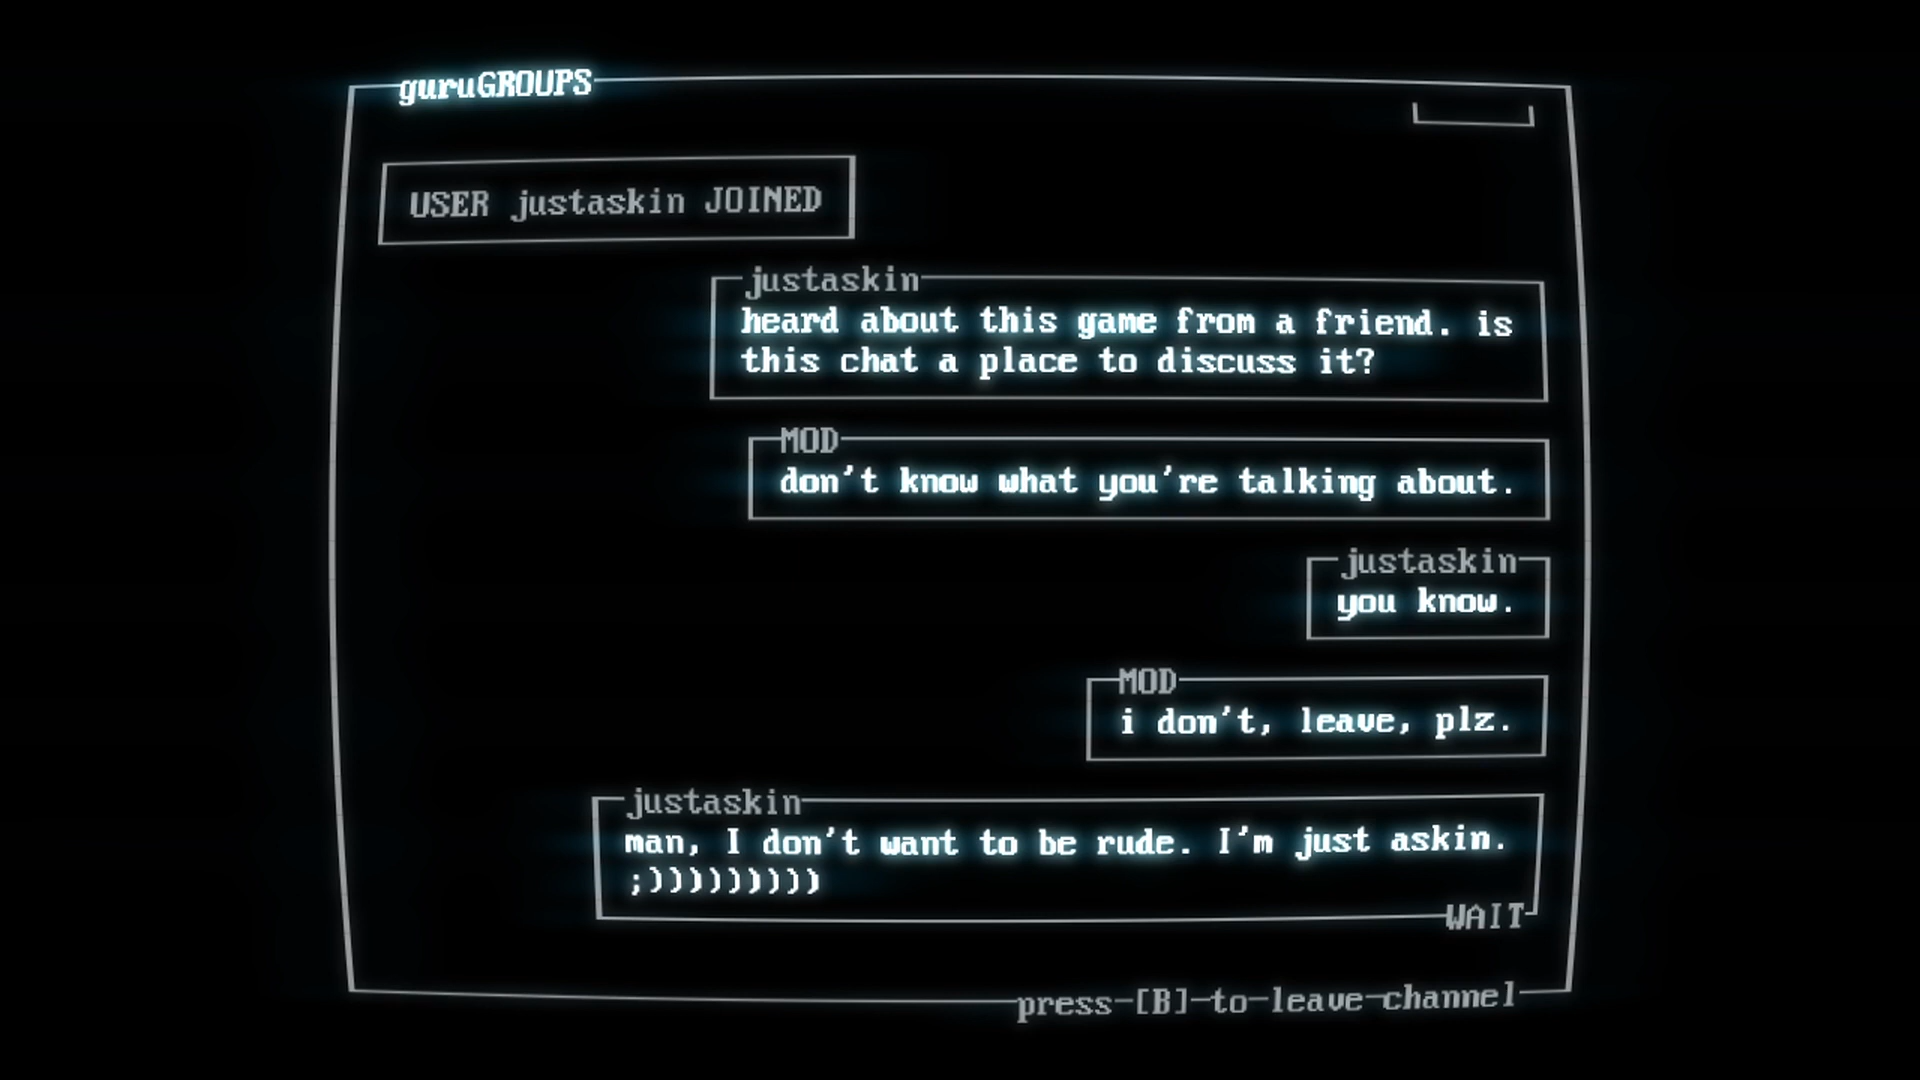 guruGROUPS
USER justaskin JOINED
justaskin
heard about this game from a friend. is
this chat a place to discuss it?
MOD
don't know what you're talking about.
justaskin
you know.
MOD
i don't, leave, plz.
justaskin
man, I don't want to be rude. I'm just askin.
;)))))))))
WAIT
press-[B]-to-leave-channel